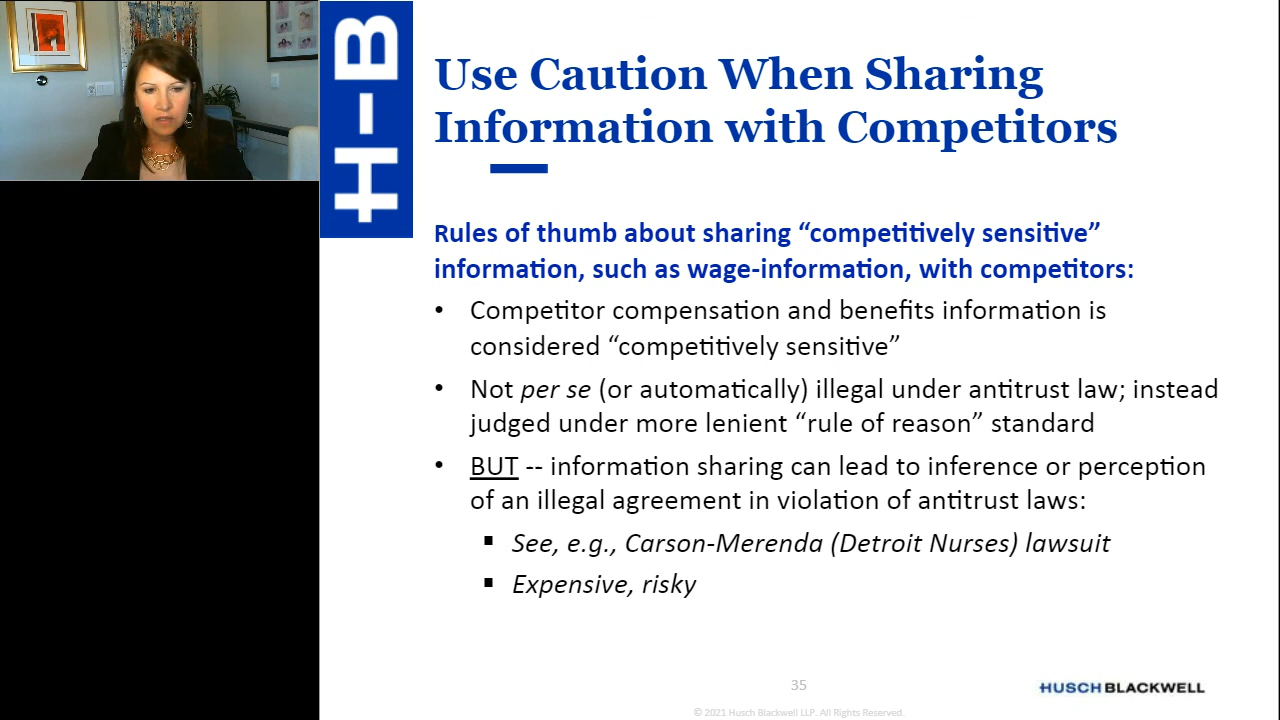 H-B
Use Caution When Sharing
Information with Competitors
Rules of thumb about sharing “competitively sensitive”
information, such as wage-information, with competitors:
• Competitor compensation and benefits information is
considered “competitively sensitive”
• Not per se (or automatically) illegal under antitrust law; instead
judged under more lenient “rule of reason” standard
• BUT -- information sharing can lead to inference or perception
of an illegal agreement in violation of antitrust laws:
▪ See, e.g., Carson-Merenda (Detroit Nurses) lawsuit
▪ Expensive, risky
35
HUSCH BLACKWELL
© 2021 Husch Blackwell LLP. All Rights Reserved.